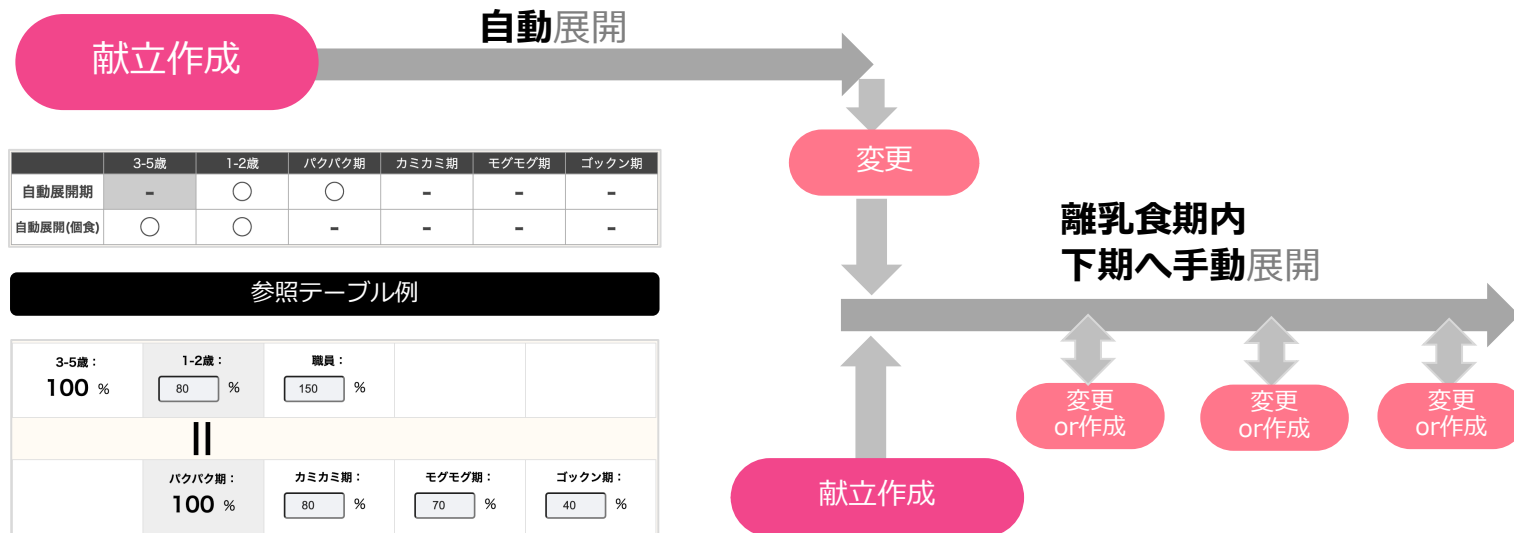 献立作成
自動展開
変更
3-5歳 1-2歳 パクパク期 カミカミ期 モグモグ期 ゴックン期
自動展開期 - ○ ○ - - -
自動展開(個食) ○ ○ - - - -
離乳食期内
下期へ手動展開
参照テーブル例
3-5歳： 1-2歳： 職員：
100 % 80 % 150 %
||
パクパク期： カミカミ期： モグモグ期： ゴックン期：
100 % 80 % 70 % 40 %
変更
or作成
変更
or作成
変更
or作成
献立作成